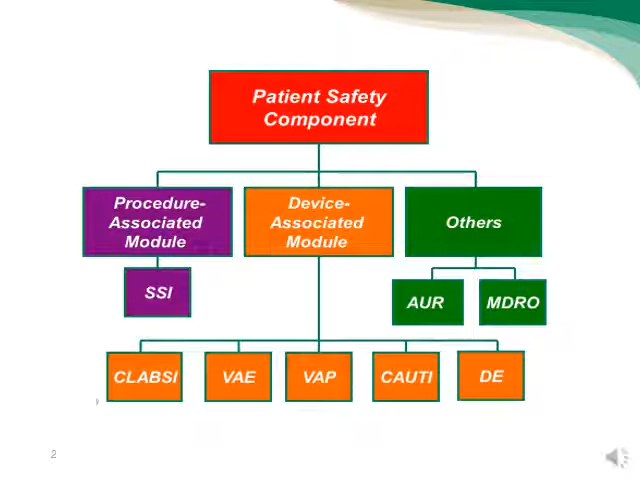 Patient Safety
Component
Procedure-
Associated
Module
Device-
Associated
Module
Others
SSI
AUR
MDRO
CLABSI
VAE
VAP
CAUTI
DE
2